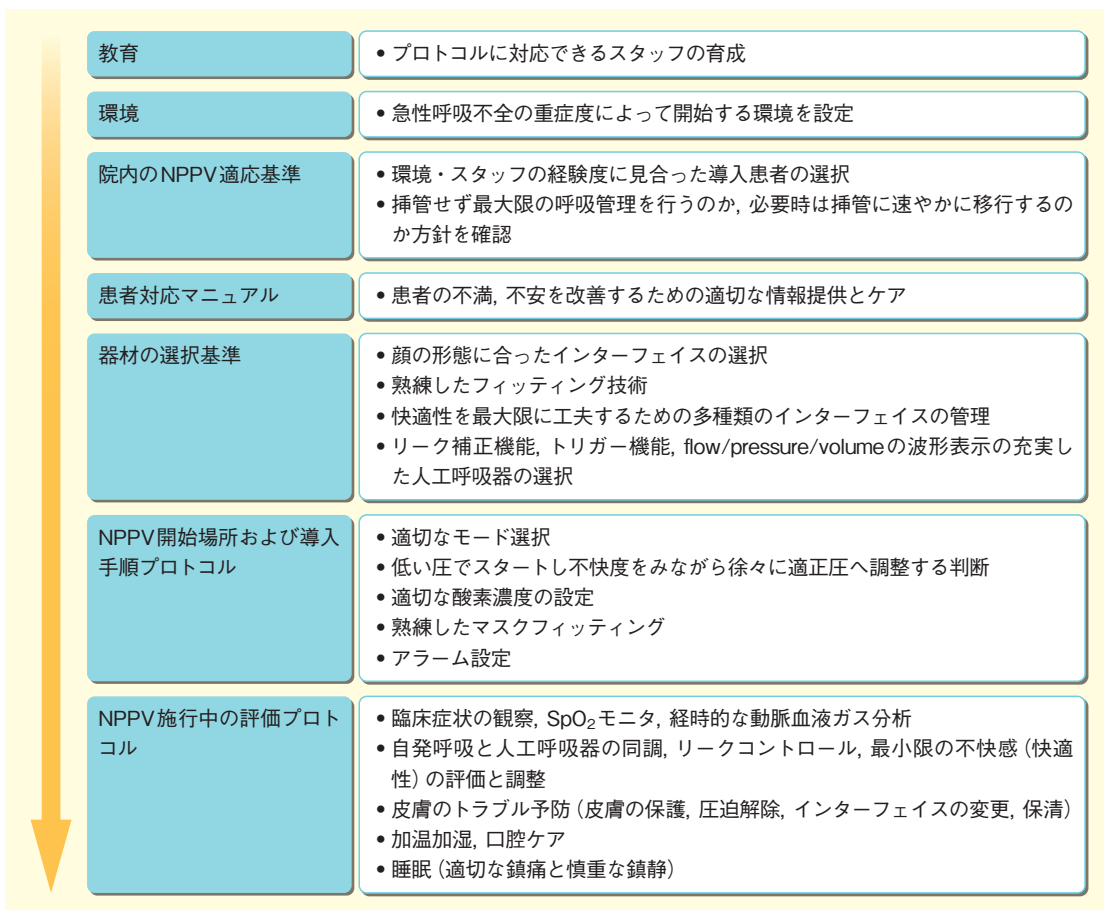 教育
• プロトコルに対応できるスタッフの育成
環境
• 急性呼吸不全の重症度によって開始する環境を設定
院内のNPPV適応基準
• 環境・スタッフの経験度に見合った導入患者の選択
• 挿管せず最大限の呼吸管理を行うのか, 必要時は挿管に速やかに移行するの
か方針を確認
患者対応マニュアル
• 患者の不満, 不安を改善するための適切な情報提供とケア
器材の選択基準
• 顔の形態に合ったインターフェイスの選択
• 熟練したフィッティング技術
• 快適性を最大限に工夫するための多種類のインターフェイスの管理
• リーク補正機能, トリガー機能, flow/pressure/volumeの波形表示の充実し
た人工呼吸器の選択
NPPV開始場所および導入
手順プロトコル
• 適切なモード選択
• 低い圧でスタートし不快度をみながら徐々に適正圧へ調整する判断
• 適切な酸素濃度の設定
• 熟練したマスクフィッティング
• アラーム設定
NPPV施行中の評価プロト
コル
• 臨床症状の観察, SpO₂モニタ, 経時的な動脈血液ガス分析
• 自発呼吸と人工呼吸器の同調, リークコントロール, 最小限の不快感（快適
性）の評価と調整
• 皮膚のトラブル予防（皮膚の保護, 圧迫解除, インターフェイスの変更, 保清）
• 加温加湿, 口腔ケア
• 睡眠（適切な鎮痛と慎重な鎮静）